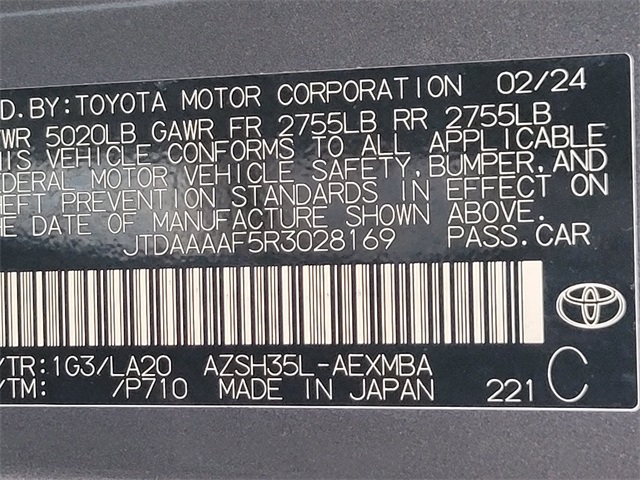 D.BY:TOYOTA MOTOR CORPORATION 02/24
WR 5020LB GAWR FR 2755LB RR 2755LB
HIS VEHICLE CONFORMS TO ALL APPLICABLE
EDERAL MOTOR VEHICLE SAFETY,BUMPER,AND
EFT PREVENTION STANDARDS IN EFFECT ON
E DATE OF MANUFACTURE SHOWN ABOVE.
JTDAAAAF5R3028169 PASS.CAR
/TR:1G3/LA20 AZSH35L-AEXMBA
/TM: /P710 MADE IN JAPAN 221 C